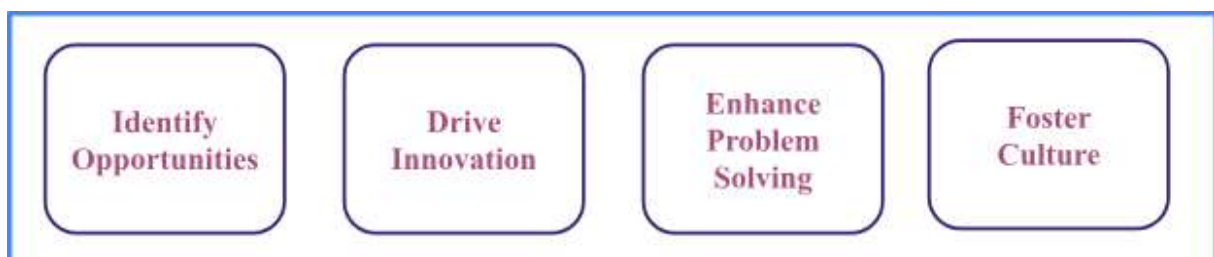 Identify
Opportunities
Drive
Innovation
Enhance
Problem
Solving
Foster
Culture